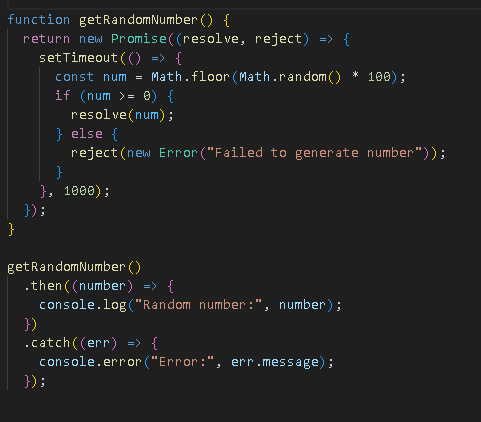 function getRandomNumber() {
  return new Promise((resolve, reject) => {
    setTimeout(() => {
      const num = Math.floor(Math.random() * 100);
      if (num >= 0) {
        resolve(num);
      } else {
        reject(new Error("Failed to generate number"));
      }
    }, 1000);
  });
}

getRandomNumber()
  .then((number) => {
    console.log("Random number:", number);
  })
  .catch((err) => {
    console.error("Error:", err.message);
  });